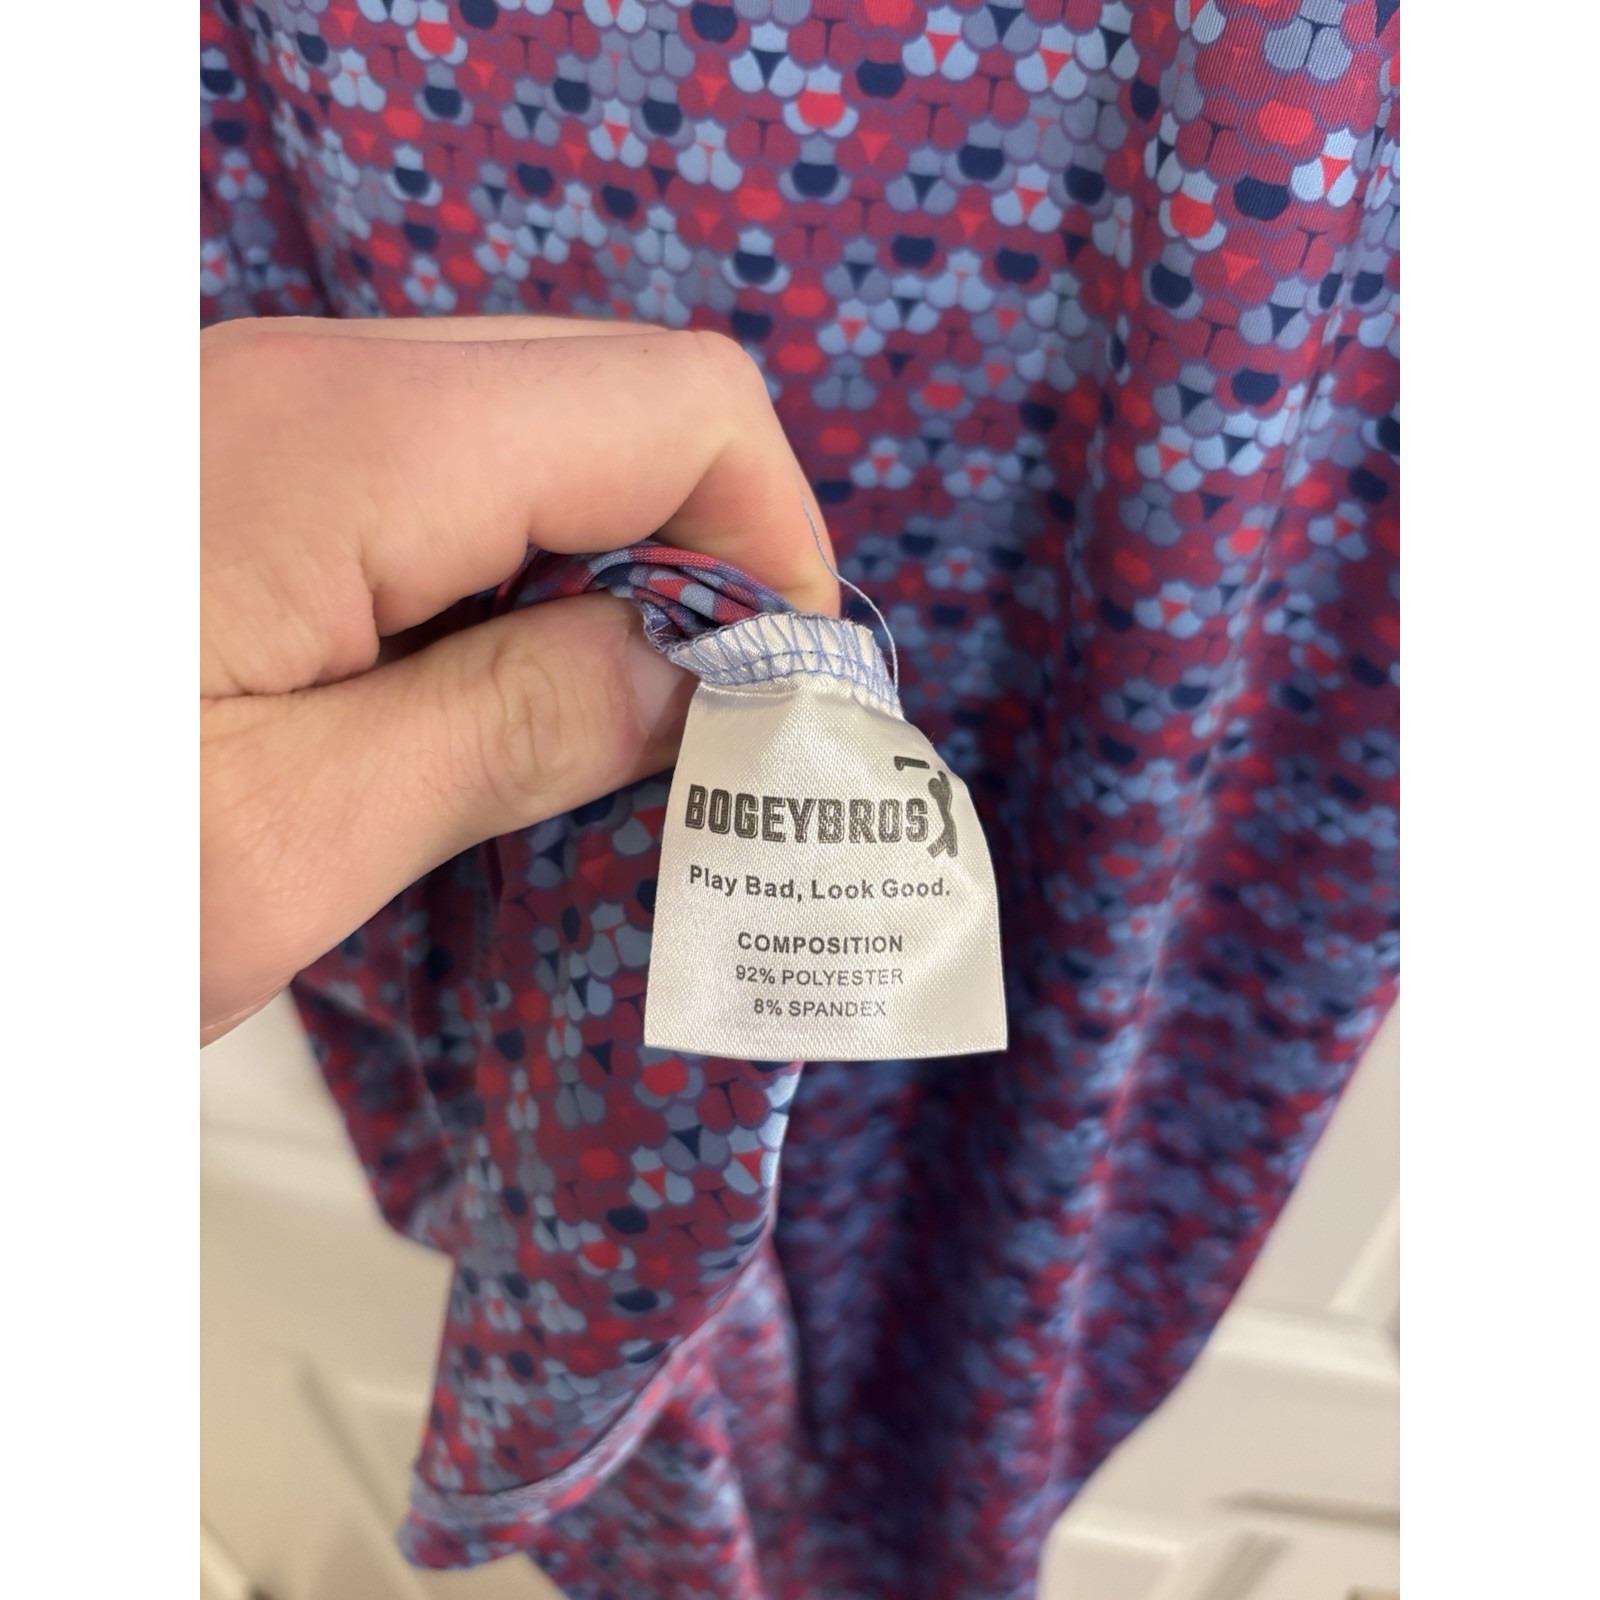 BOGEYBROS
Play Bad, Look Good.
COMPOSITION
92% POLYESTER
8% SPANDEX